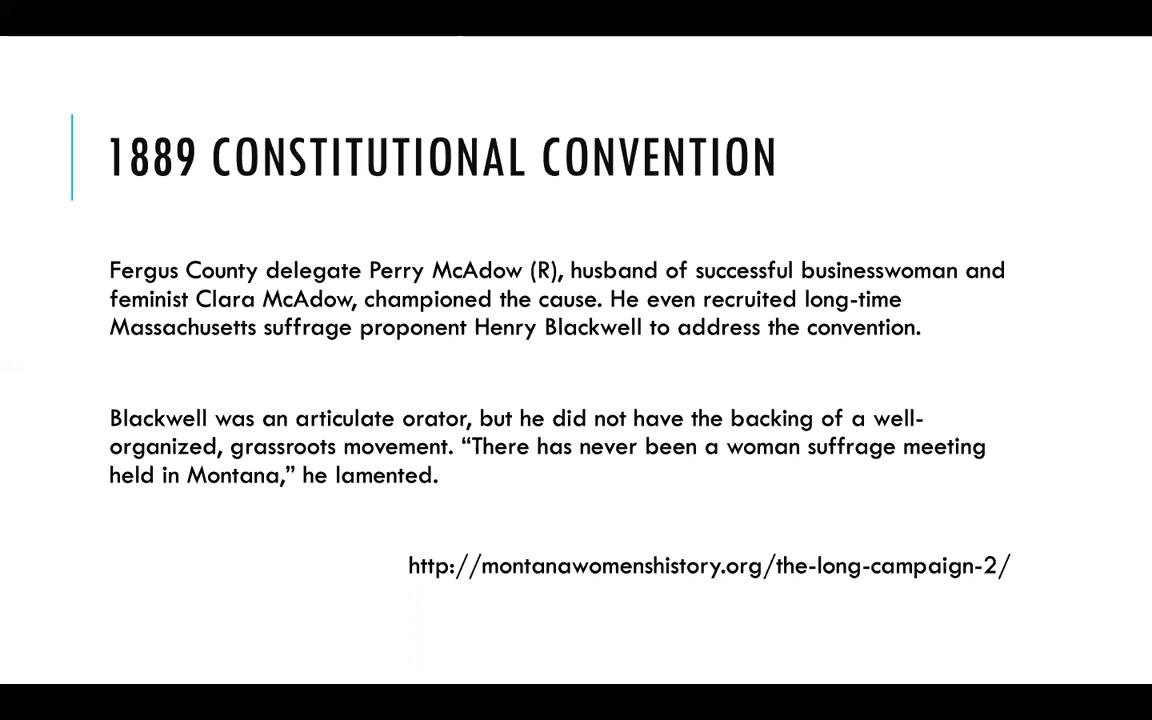 1889 CONSTITUTIONAL CONVENTION
Fergus County delegate Perry McAdow (R), husband of successful businesswoman and
feminist Clara McAdow, championed the cause. He even recruited long-time
Massachusetts suffrage proponent Henry Blackwell to address the convention.
Blackwell was an articulate orator, but he did not have the backing of a well-
organized, grassroots movement. “There has never been a woman suffrage meeting
held in Montana,” he lamented.
http://montanawomenshistory.org/the-long-campaign-2/